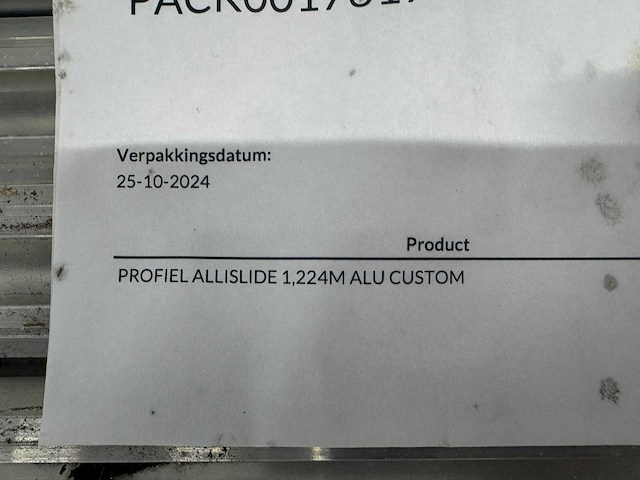 Verpakkingsdatum:
25-10-2024
Product
PROFIEL ALLISLIDE 1,224M ALU CUSTOM